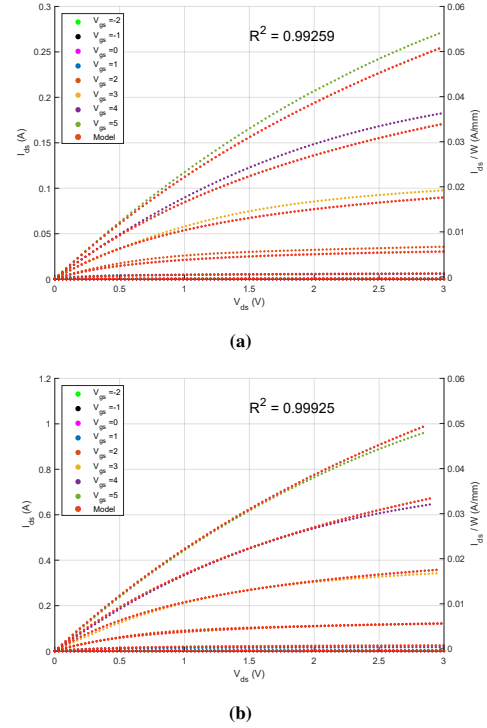 0.3
0.25
0.2
0.15
0.1
0.05
0
I_ds (A)
V_gs =-2
V_gs =-1
V_gs =0
V_gs =1
V_gs =2
V_gs =3
V_gs =4
V_gs =5
Model
R^2 = 0.99259
0.06
0.05
0.04
0.03
0.02
0.01
0
I_ds / W (A/mm)
0 0.5 1 1.5 2 2.5 3
V_ds (V)
(a)
1.2
1
0.8
0.6
0.4
0.2
0
I_ds (A)
V_gs =-2
V_gs =-1
V_gs =0
V_gs =1
V_gs =2
V_gs =3
V_gs =4
V_gs =5
Model
R^2 = 0.99925
0.06
0.05
0.04
0.03
0.02
0.01
0
I_ds / W (A/mm)
0 0.5 1 1.5 2 2.5 3
V_ds (V)
(b)